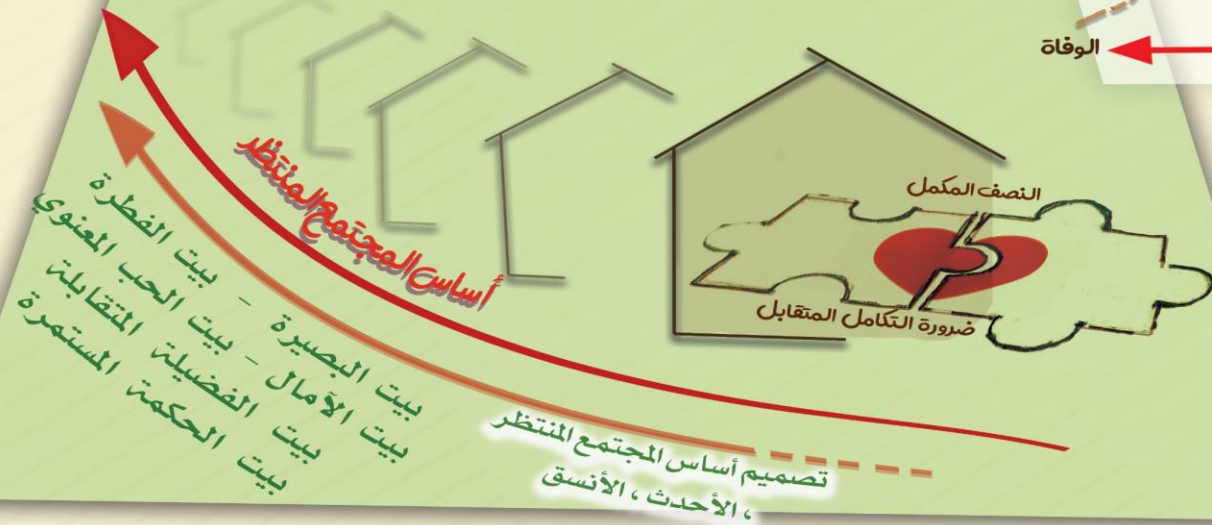 الوفاة
النصف المكمل
ضرورة التكامل المتقابل
أساس المجتمع المنتظر
بيت البصيرة – بيت الفطرة
بيت الآمال – بيت الحب المعنوي
بيت الفضيلة المتقابلة
بيت الحكمة المستمرة
تصميم أساس المجتمع المنتظر
، الأحدث ، الأنسق